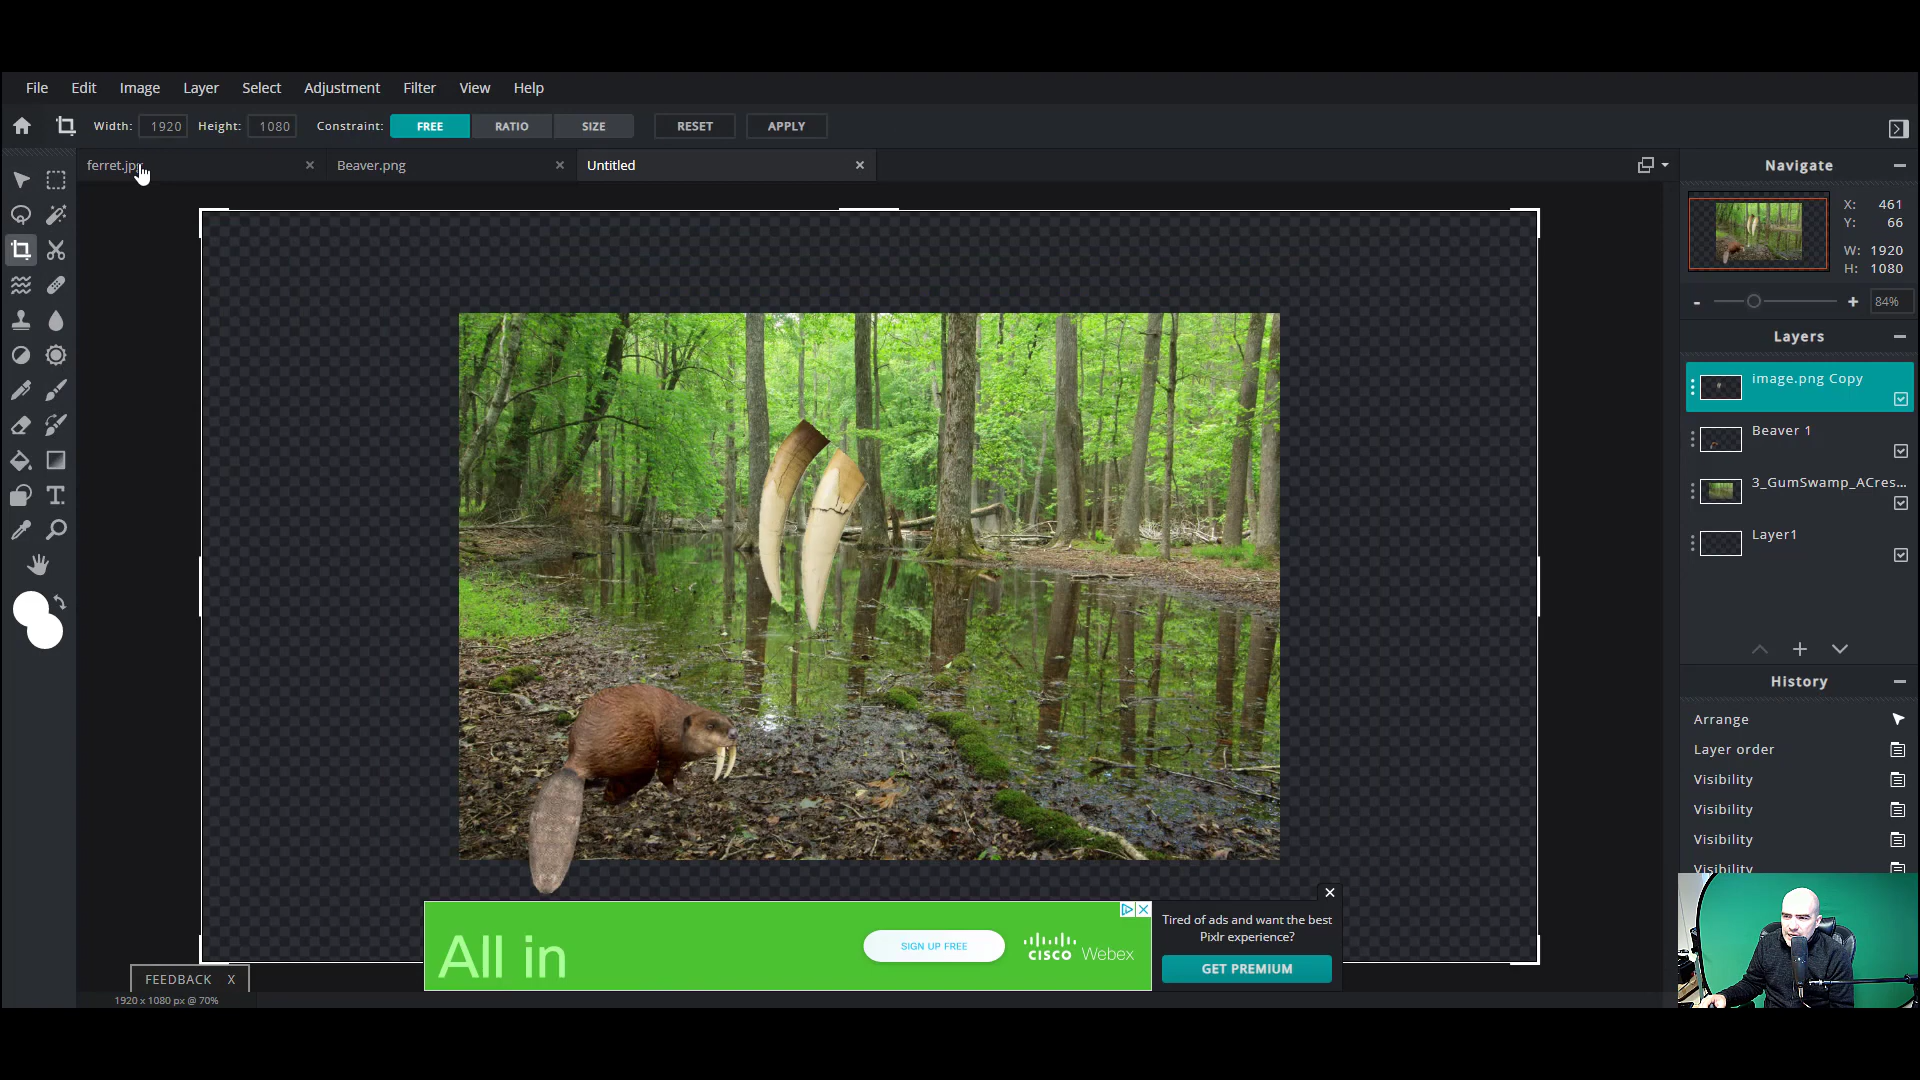 File Edit Image Layer Select Adjustment Filter View Help
Width: 1920 Height: 1080 Constraint: FREE RATIO SIZE RESET APPLY
ferret.jpg Beaver.png Untitled
Navigate
X: 461
Y: 66
W: 1920
H: 1080
84%
Layers
image.png Copy
Beaver 1
3_GumSwamp_ACres...
Layer1
History
Arrange
Layer order
Visibility
Visibility
Visibility
Visibility
All in
SIGN UP FREE
CISCO Webex
Tired of ads and want the best
Pixlr experience?
GET PREMIUM
FEEDBACK X
1920 x 1080 px @ 70%